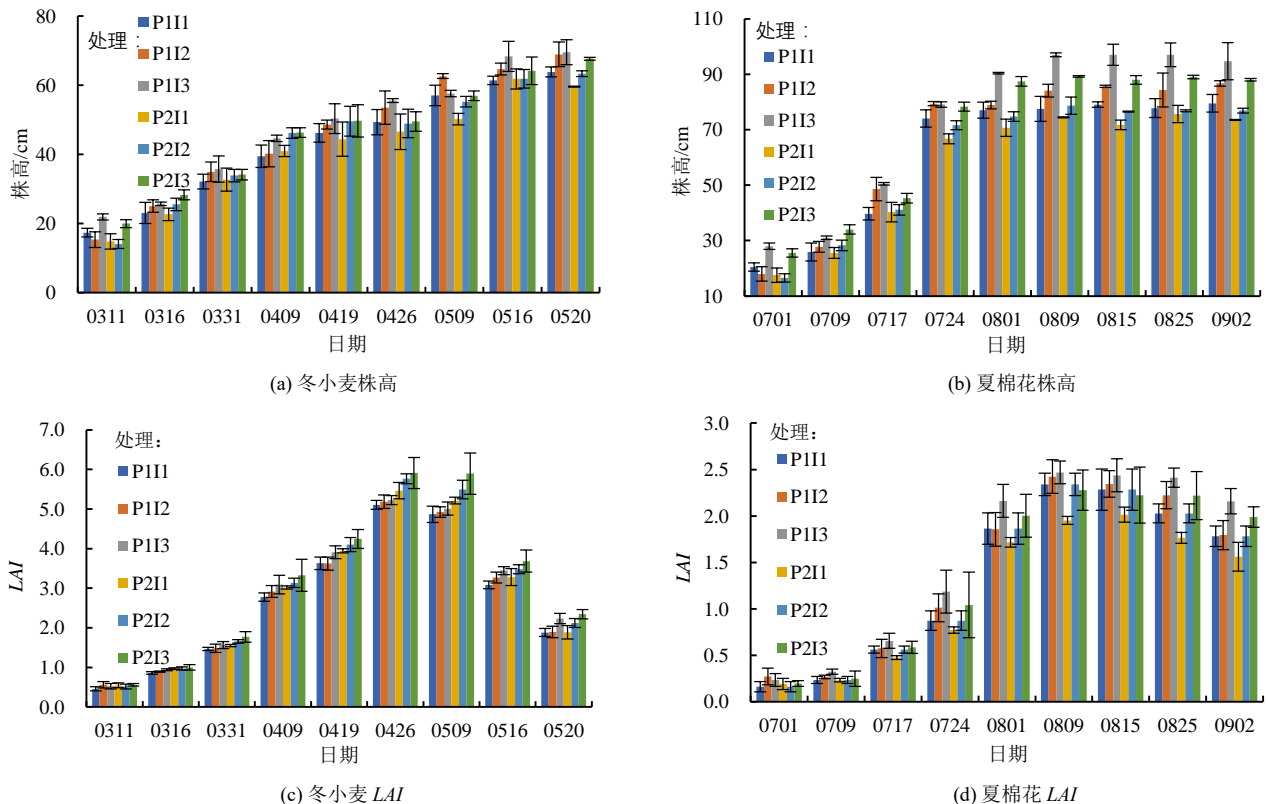 80
60
40
20
0
株高/cm
处理：
P1I1
P1I2
P1I3
P2I1
P2I2
P2I3
0311 0316 0331 0409 0419 0426 0509 0516 0520
日期
(a) 冬小麦株高
110
90
70
50
30
10
株高/cm
处理：
P1I1
P1I2
P1I3
P2I1
P2I2
P2I3
0701 0709 0717 0724 0801 0809 0815 0825 0902
日期
(b) 夏棉花株高
7.0
6.0
5.0
4.0
3.0
2.0
1.0
0.0
LAI
处理：
P1I1
P1I2
P1I3
P2I1
P2I2
P2I3
0311 0316 0331 0409 0419 0426 0509 0516 0520
日期
(c) 冬小麦 LAI
3.0
2.5
2.0
1.5
1.0
0.5
0.0
LAI
处理：
P1I1
P1I2
P1I3
P2I1
P2I2
P2I3
0701 0709 0717 0724 0801 0809 0815 0825 0902
日期
(d) 夏棉花 LAI